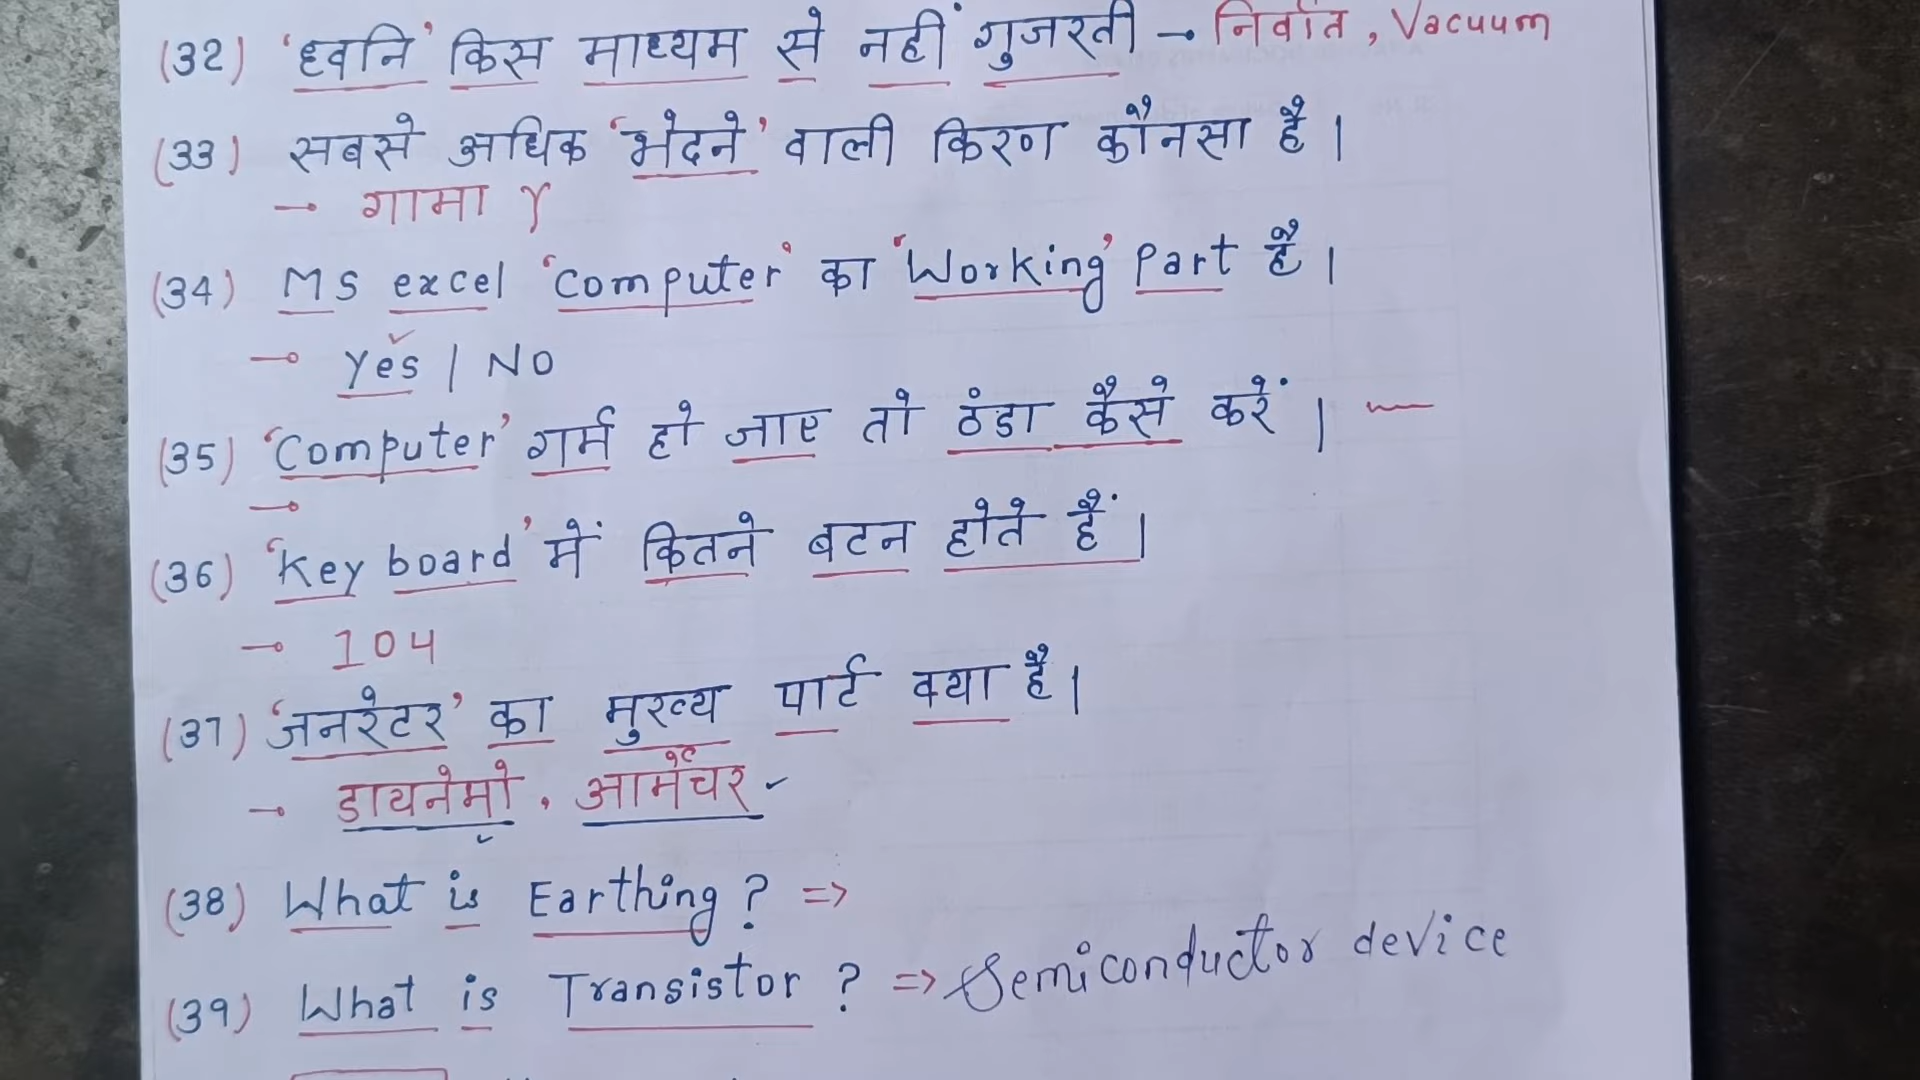 (32) 'ध्वनि' किस माध्यम से नहीं गुजरती → निर्वात, Vacuum
(33) सबसे अधिक 'भेदने' वाली किरण कौनसा है।
→ गामा γ
(34) MS excel 'Computer' का 'Working' Part है।
→ Yes | NO
(35) 'Computer' गर्म हो जाए तो ठंडा कैसे करें। —
→
(36) 'Key board' में कितने बटन होते हैं।
→ 104
(37) 'जनरेटर' का मुख्य पार्ट क्या है।
→ डायनेमो, आर्मेचर
(38) What is Earthing? =>
(39) What is Transistor? => Semiconductor device